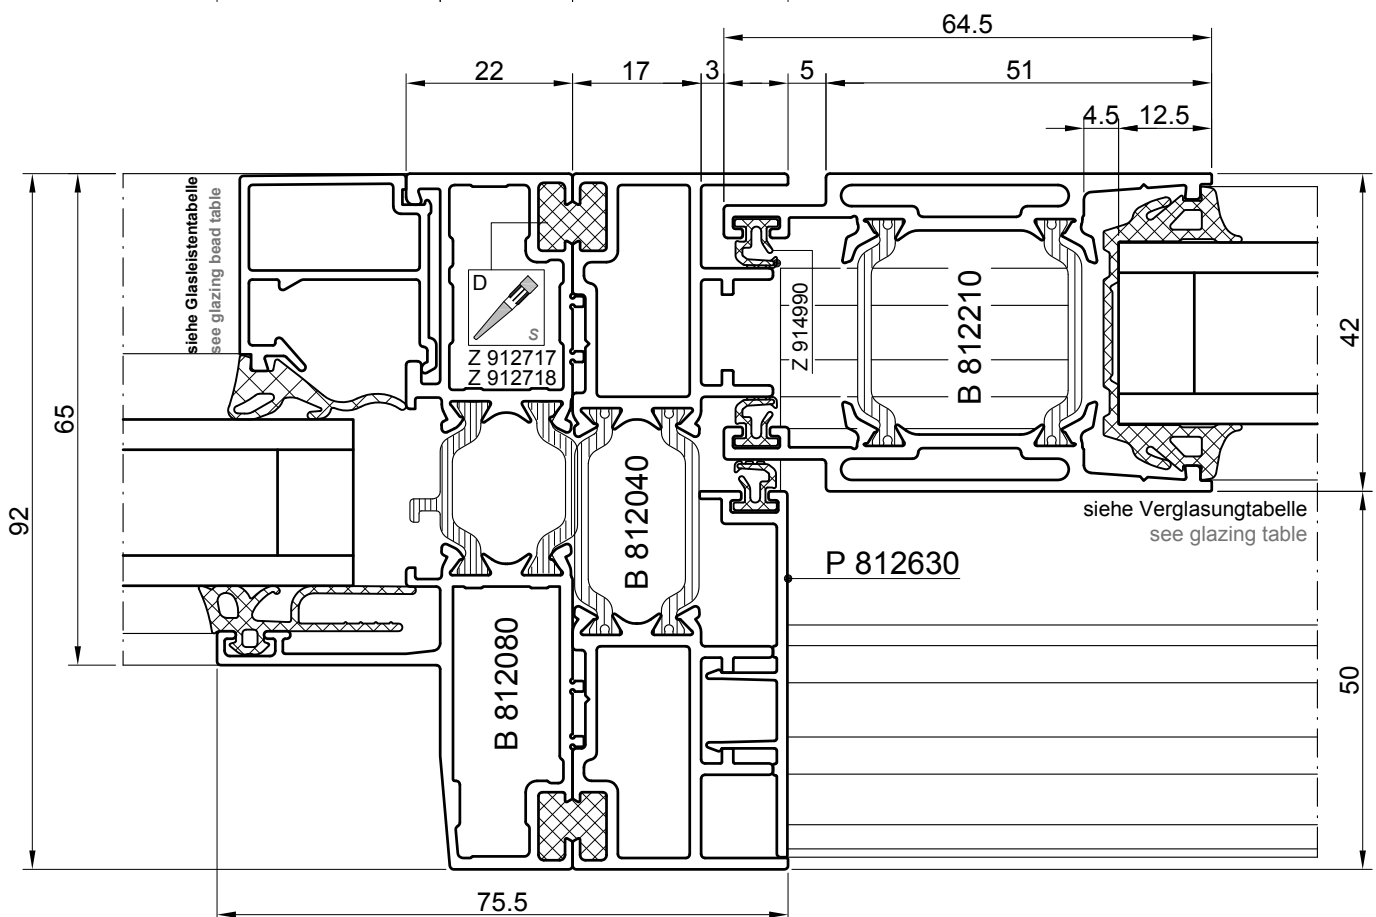 64.5
22
17
3
5
51
4.5
12.5
siehe Glasleistentabelle
see glazing bead table
D
S
Z 912717
Z 912718
Z 914990
B 812210
42
65
92
B 812040
siehe Verglasungtabelle
see glazing table
P 812630
B 812080
50
75.5